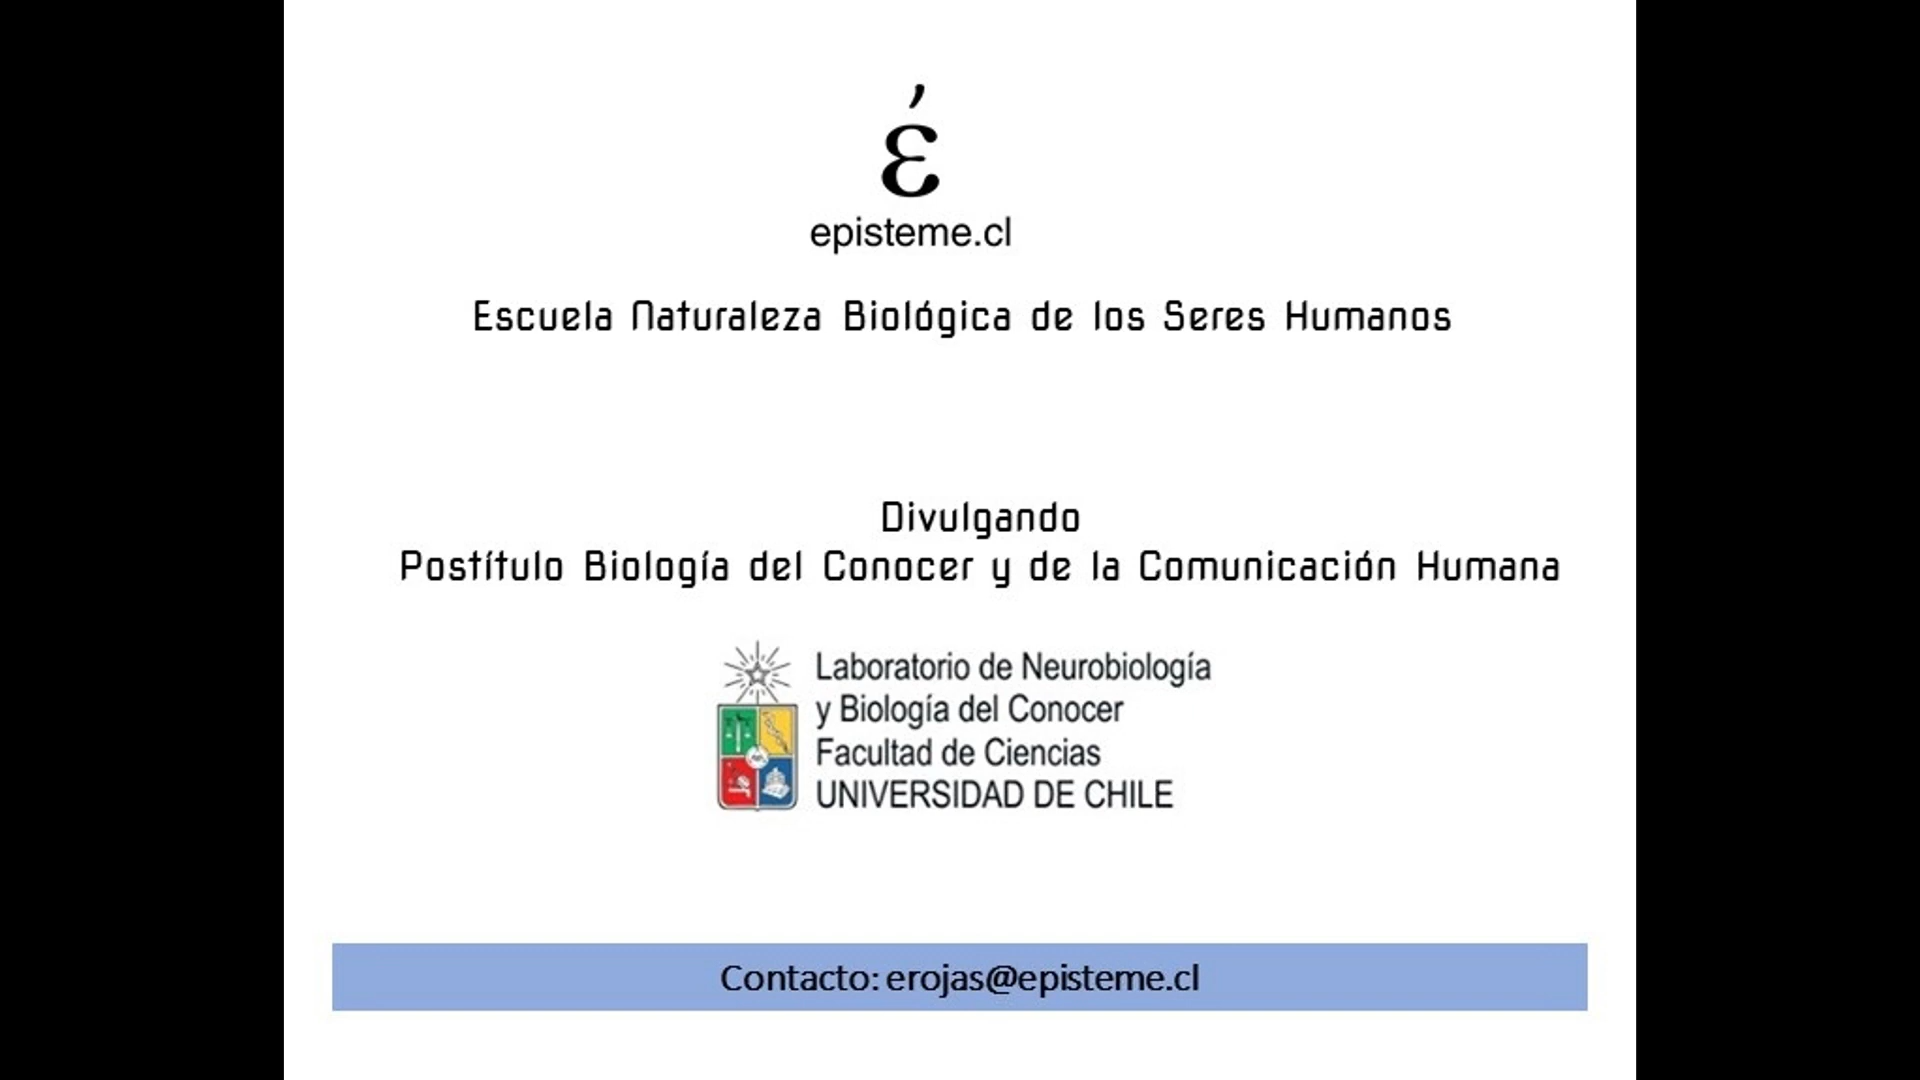 έ
episteme.cl
Escuela Naturaleza Biológica de los Seres Humanos
Divulgando
Postítulo Biología del Conocer y de la Comunicación Humana
Laboratorio de Neurobiología
y Biología del Conocer
Facultad de Ciencias
UNIVERSIDAD DE CHILE
Contacto: erojas@episteme.cl